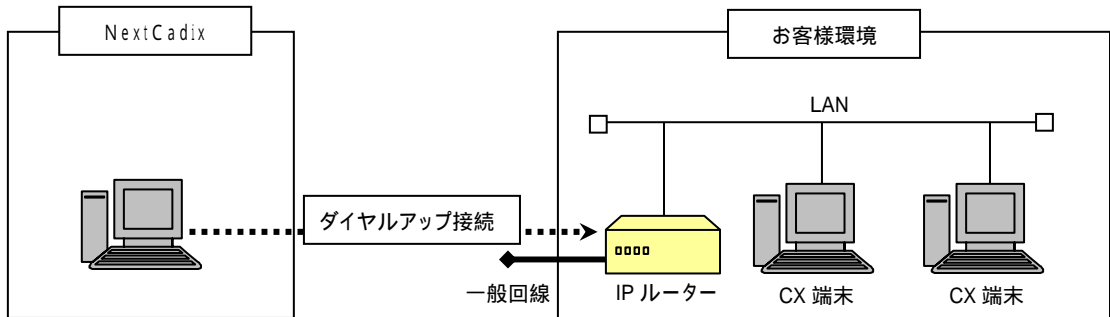 NextCadix
お客様環境
LAN
ダイヤルアップ接続
一般回線
IP ルーター
CX 端末
CX 端末